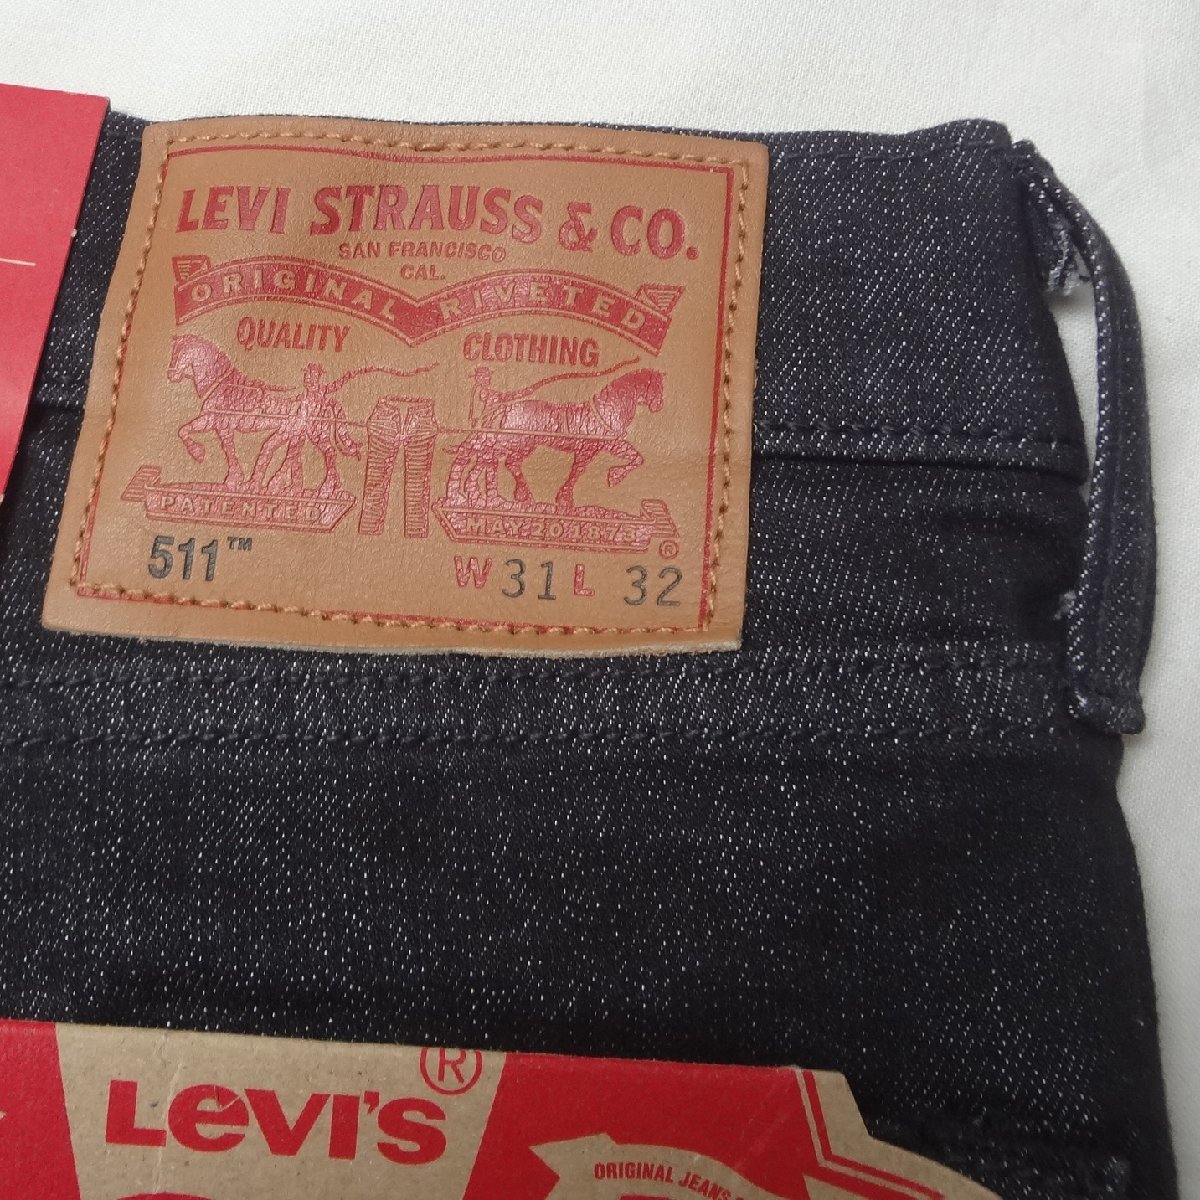 LEVI STRAUSS & CO.
SAN FRANCISCO
CAL.
ORIGINAL RIVETED
QUALITY CLOTHING
PATENTED MAY 20 1873 ®
511™ W 31 L 32
LEVI'S®
ORIGINAL JEANS